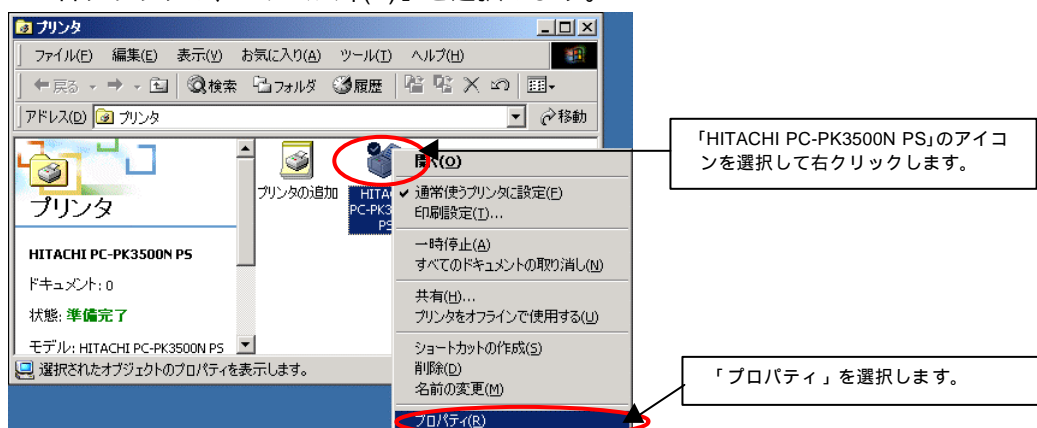 プリンタ
ファイル(F) 編集(E) 表示(V) お気に入り(A) ツール(T) ヘルプ(H)
戻る 検索 フォルダ 履歴
アドレス(D) プリンタ 移動
プリンタ
HITACHI PC-PK3500N PS
ドキュメント: 0
状態: 準備完了
モデル: HITACHI PC-PK3500N PS
プリンタの追加
HITA
PC-PK3
PS
開く(O)
通常使うプリンタに設定(F)
印刷設定(T)...
一時停止(A)
すべてのドキュメントの取り消し(N)
共有(H)...
プリンタをオフラインで使用する(U)
ショートカットの作成(S)
削除(D)
名前の変更(M)
プロパティ(R)
選択されたオブジェクトのプロパティを表示します。
「HITACHI PC-PK3500N PS」のアイコ
ンを選択して右クリックします。
「プロパティ」を選択します。